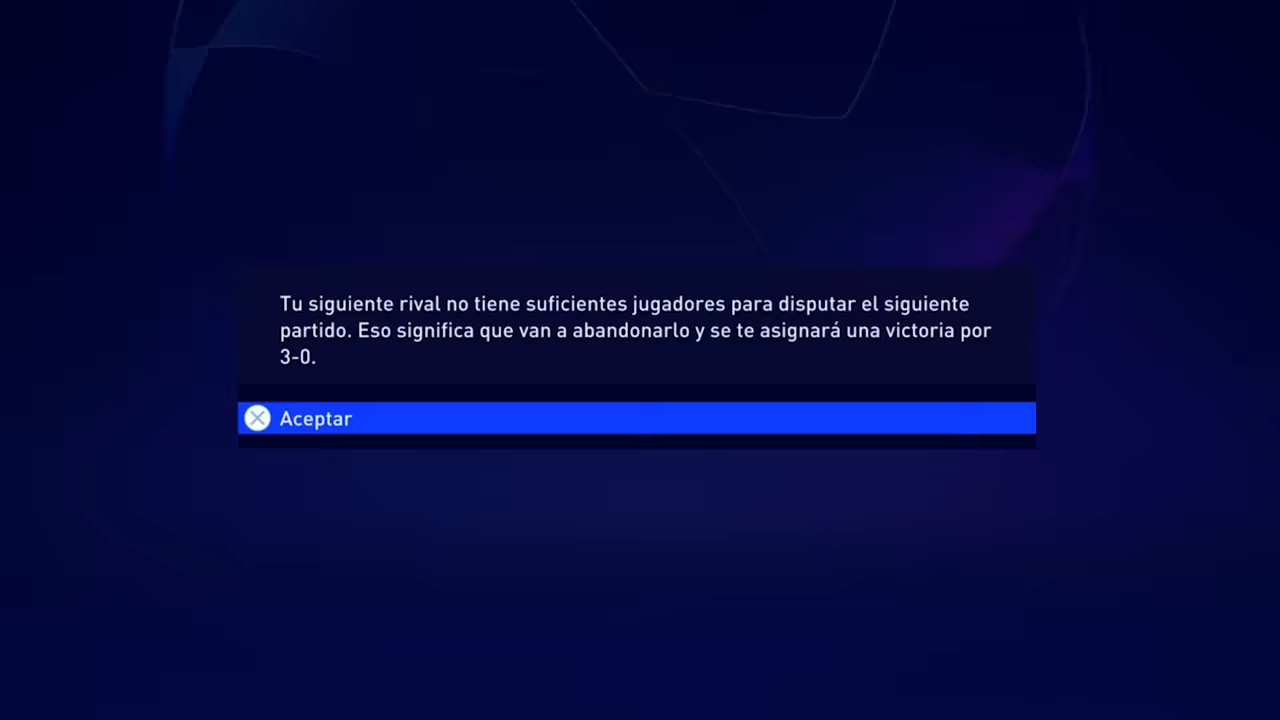 Tu siguiente rival no tiene suficientes jugadores para disputar el siguiente
partido. Eso significa que van a abandonarlo y se te asignará una victoria por
3-0.
Aceptar